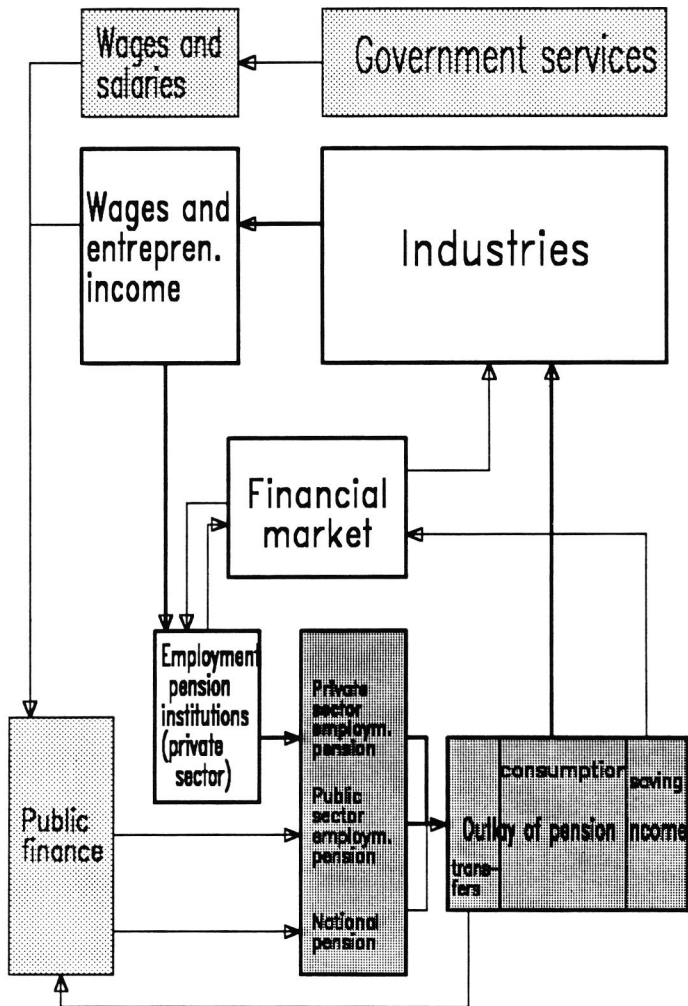 Wages and
salaries
Government services
Wages and
entrepren.
income
Industries
Financial
market
Employment
pension
institutions
(private
sector)
Private
sector
employm.
pension
Public
sector
employm.
pension
National
pension
Public
finance
consumption
saving
Outlay of pension income
trans-
fers